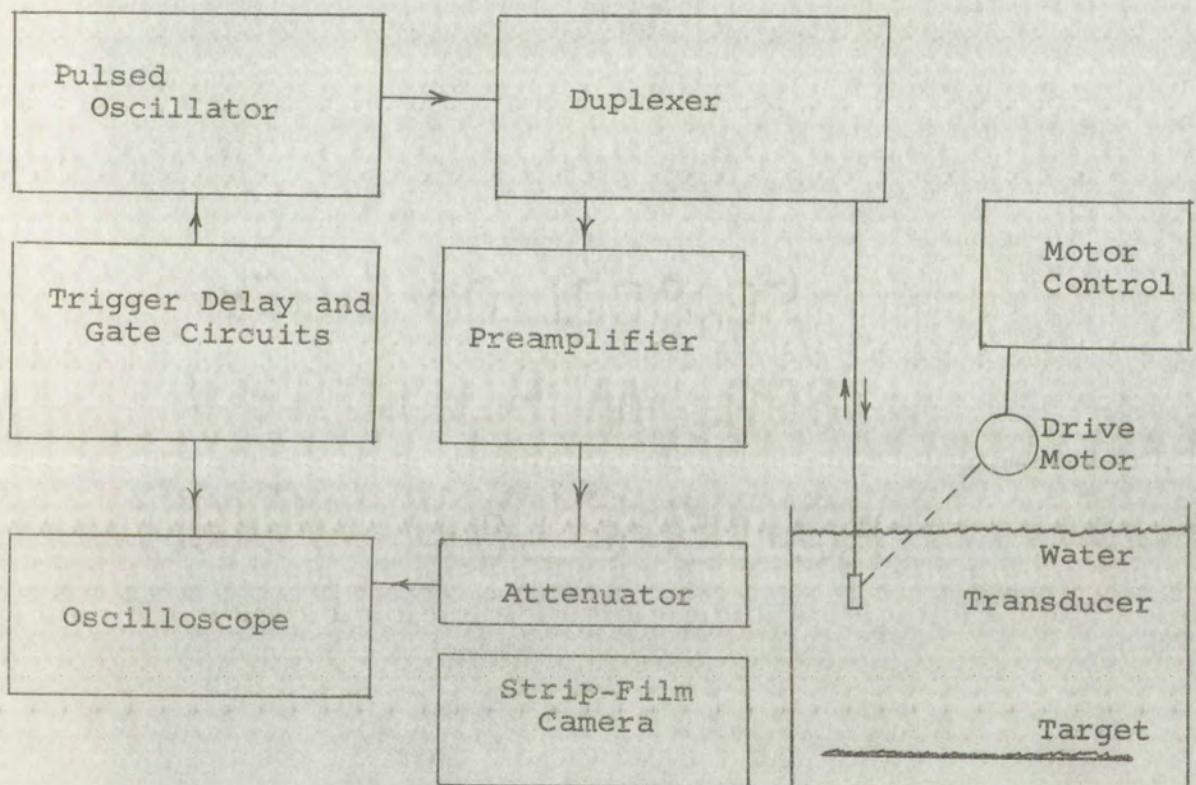 Pulsed
Oscillator
Duplexer
Trigger Delay and
Gate Circuits
Preamplifier
Motor
Control
Drive
Motor
Oscilloscope
Attenuator
Water
Transducer
Strip-Film
Camera
Target